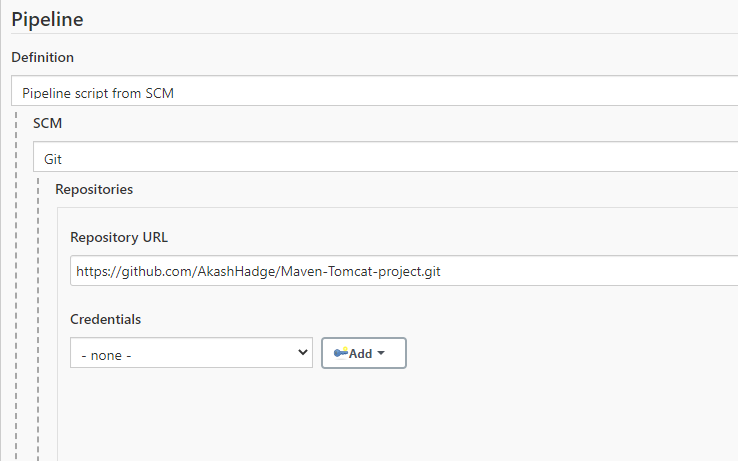 Pipeline
Definition
Pipeline script from SCM
SCM
Git
Repositories
Repository URL
https://github.com/AkashHadge/Maven-Tomcat-project.git
Credentials
- none -
Add